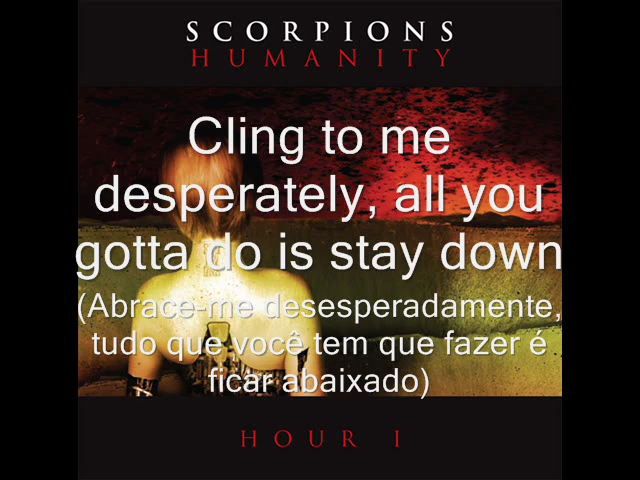 SCORPIONS
HUMANITY
Cling to me
desperately, all you
gotta do is stay down
(Abrace-me desesperadamente,
tudo que você tem que fazer é
ficar abaixado)
HOUR I